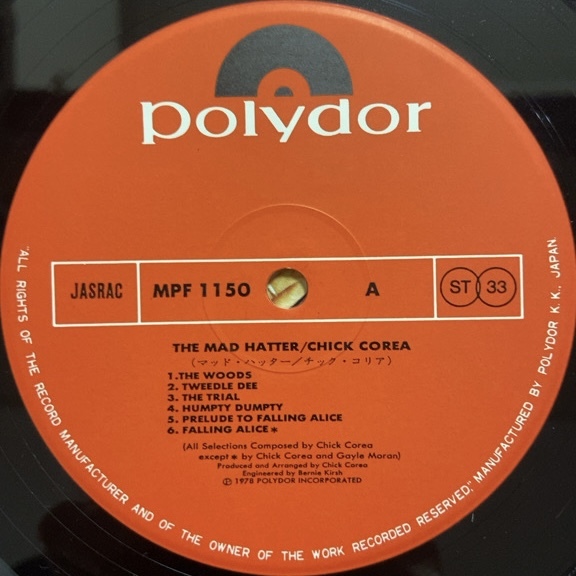 polydor
JASRAC
MPF 1150
A
ST 33
THE MAD HATTER/CHICK COREA
(マッド・ハッター/チック・コリア)
1.THE WOODS
2. TWEEDLE DEE
3. THE TRIAL
4. HUMPTY DUMPTY
5. PRELUDE TO FALLING ALICE
6. FALLING ALICE *
(All Selections Composed by Chick Corea
except * by Chick Corea and Gayle Moran)
Produced and Arranged by Chick Corea
Engineered by Bernie Kirsh
Ⓟ 1978 POLYDOR INCORPORATED
"ALL RIGHTS OF THE RECORD MANUFACTURER AND OF THE OWNER OF THE WORK RECORDED RESERVED," MANUFACTURED BY POLYDOR K.K., JAPAN.